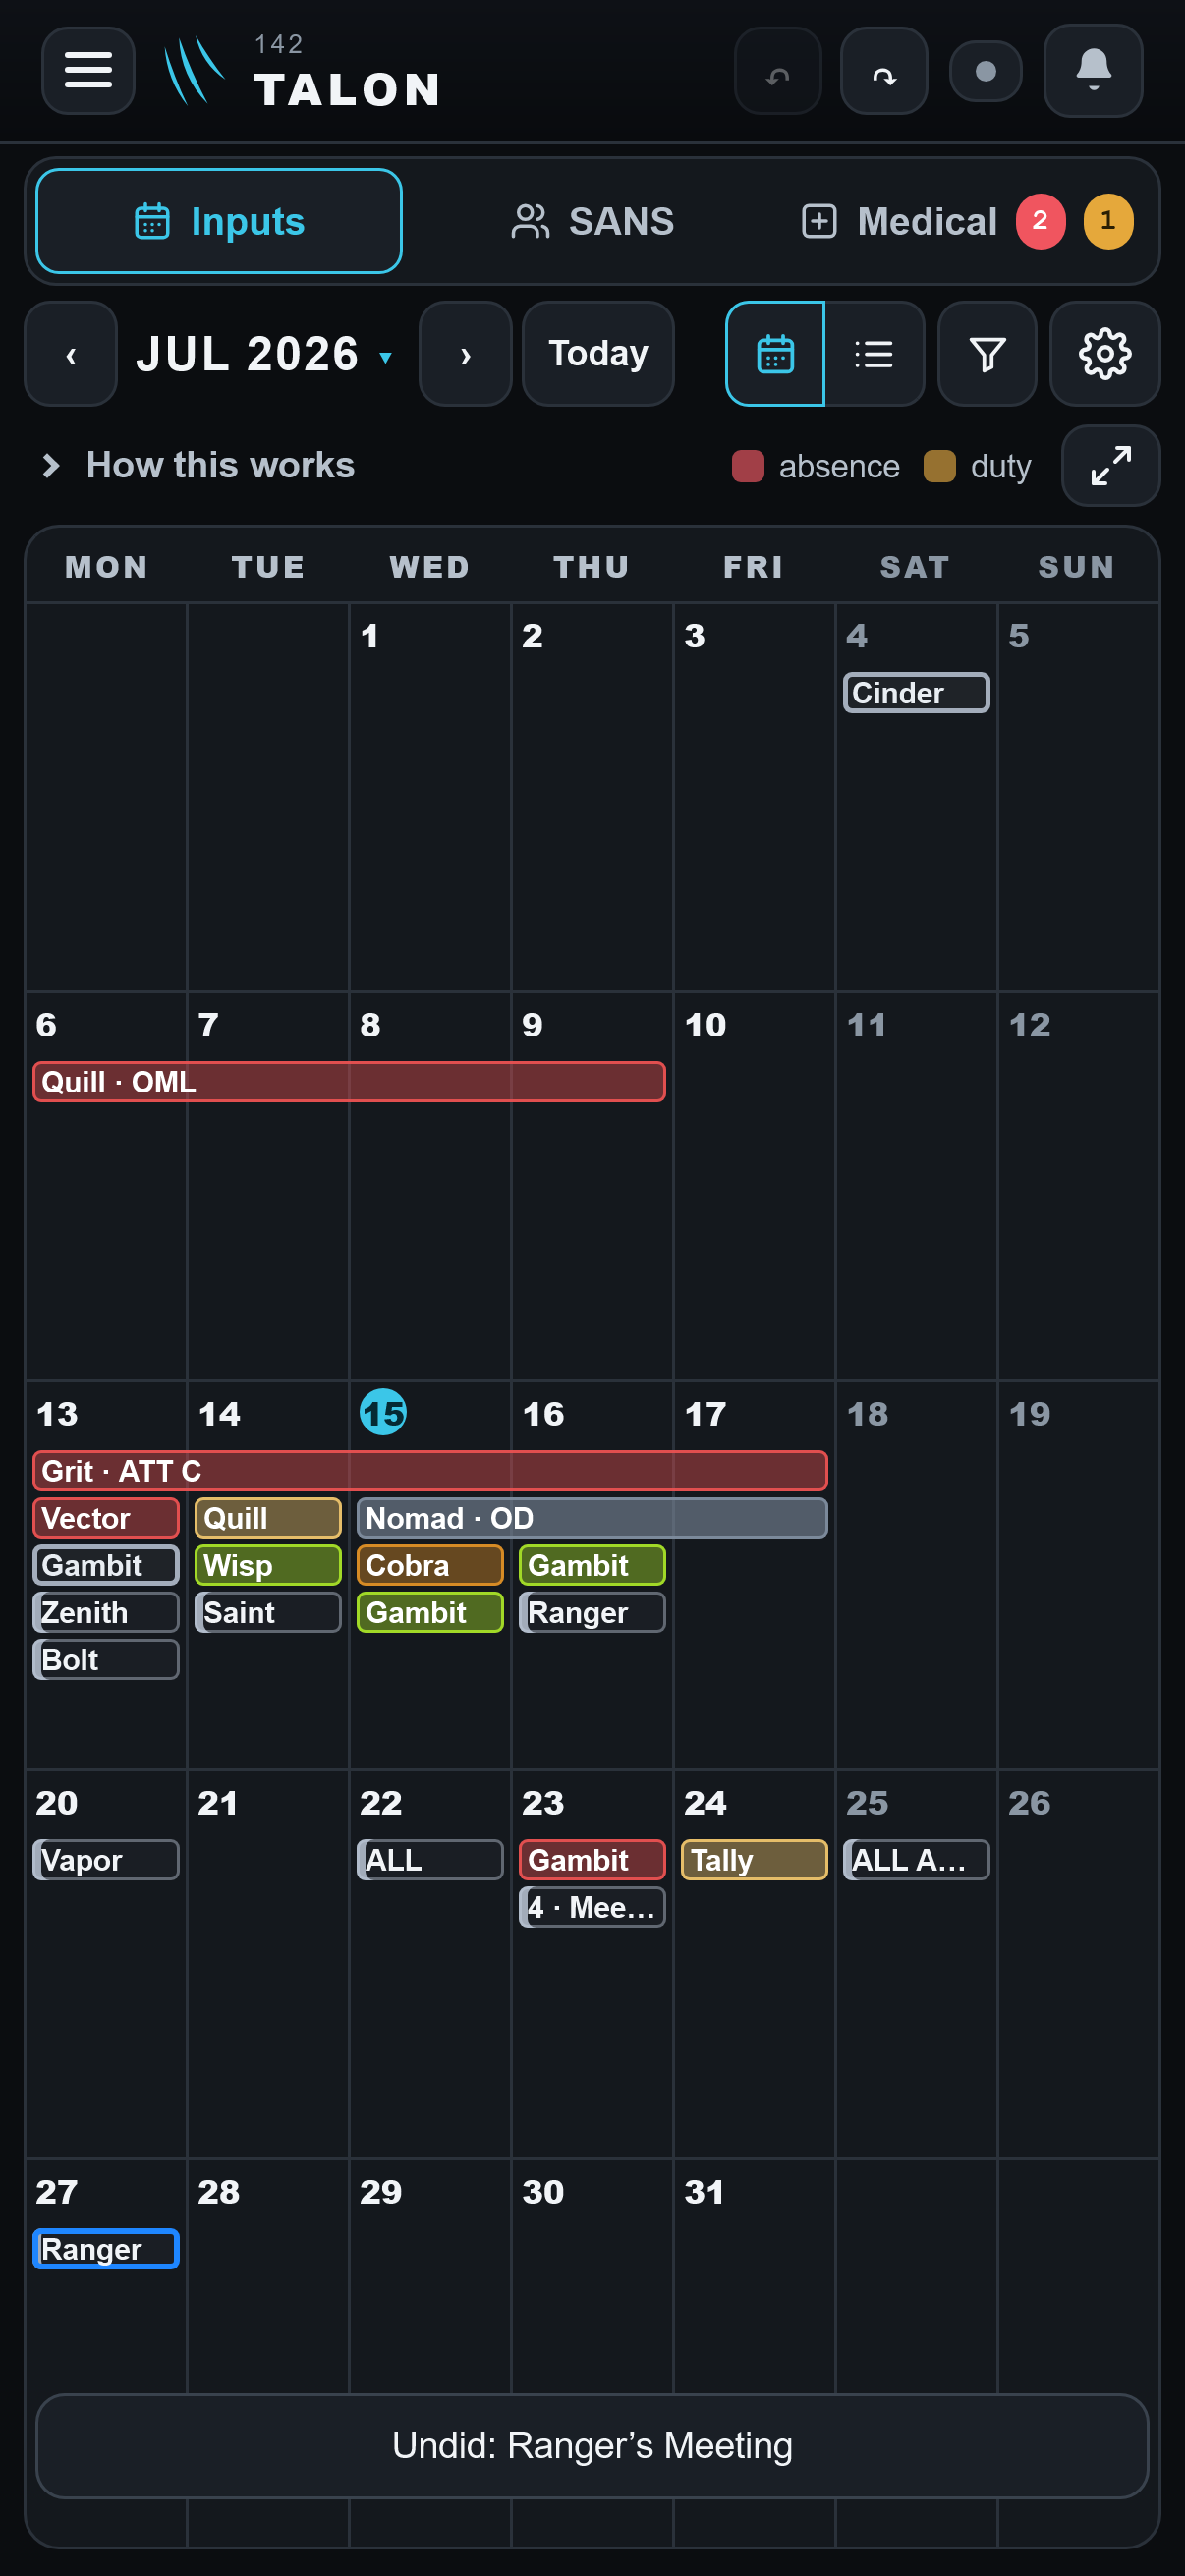 142
TALON
Inputs
SANS
Medical 2 1
‹ JUL 2026 ▾ › Today
How this works
absence duty
MON TUE WED THU FRI SAT SUN
1 2 3 4 5
Cinder
6 7 8 9 10 11 12
Quill · OML
13 14 15 16 17 18 19
Grit · ATT C
Vector Quill Nomad · OD
Gambit Wisp Cobra Gambit
Zenith Saint Gambit Ranger
Bolt
20 21 22 23 24 25 26
Vapor ALL Gambit Tally ALL A...
4 · Mee...
27 28 29 30 31
Ranger
Undid: Ranger’s Meeting